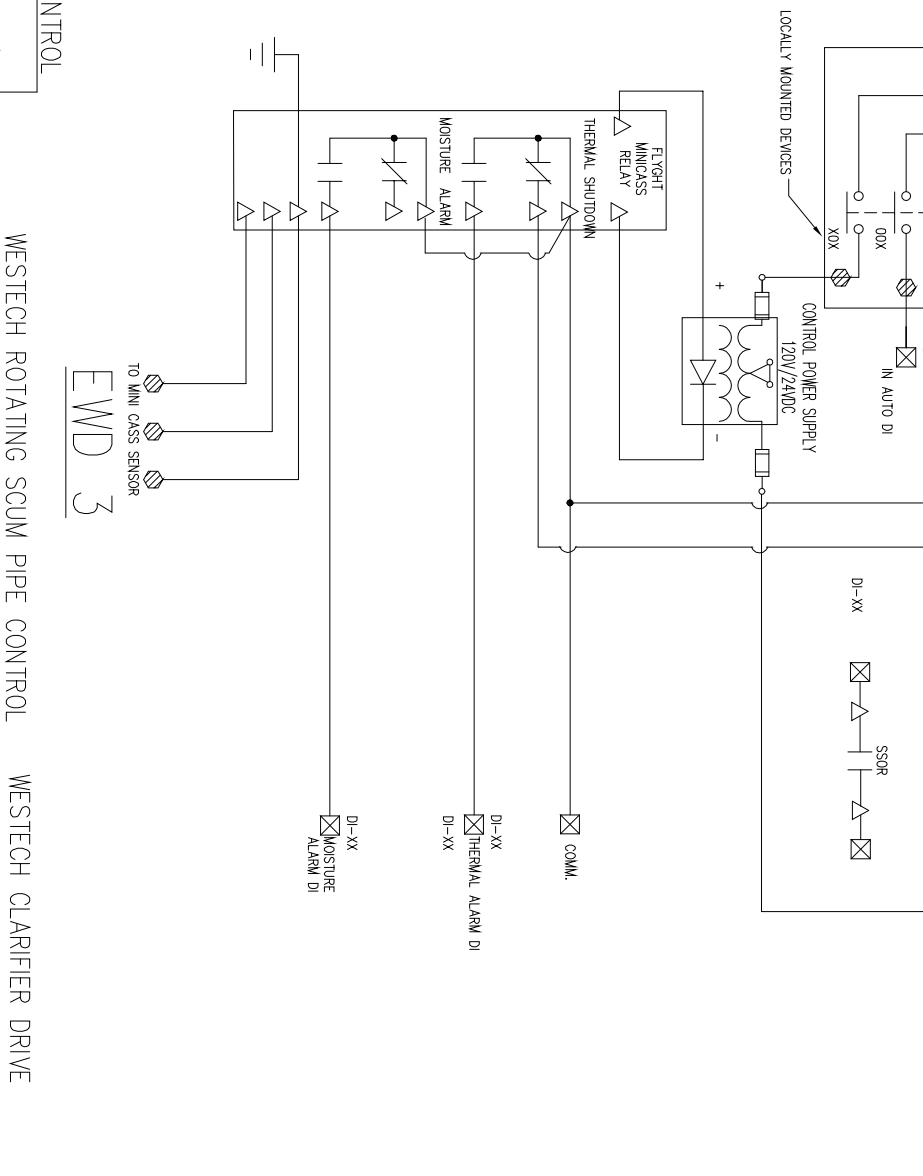 LOCALLY MOUNTED DEVICES
XOX
OOX
IN AUTO DI
CONTROL POWER SUPPLY
120V/24VDC
+
-
FLYGHT
MINICASS
RELAY
THERMAL SHUTDOWN
MOISTURE ALARM
DI-XX
SSOR
COMM.
DI-XX
THERMAL ALARM DI
DI-XX
DI-XX
MOISTURE
ALARM DI
TO MINI CASS SENSOR
EWD 3
NTROL
WESTECH ROTATING SCUM PIPE CONTROL
WESTECH CLARIFIER DRIVE